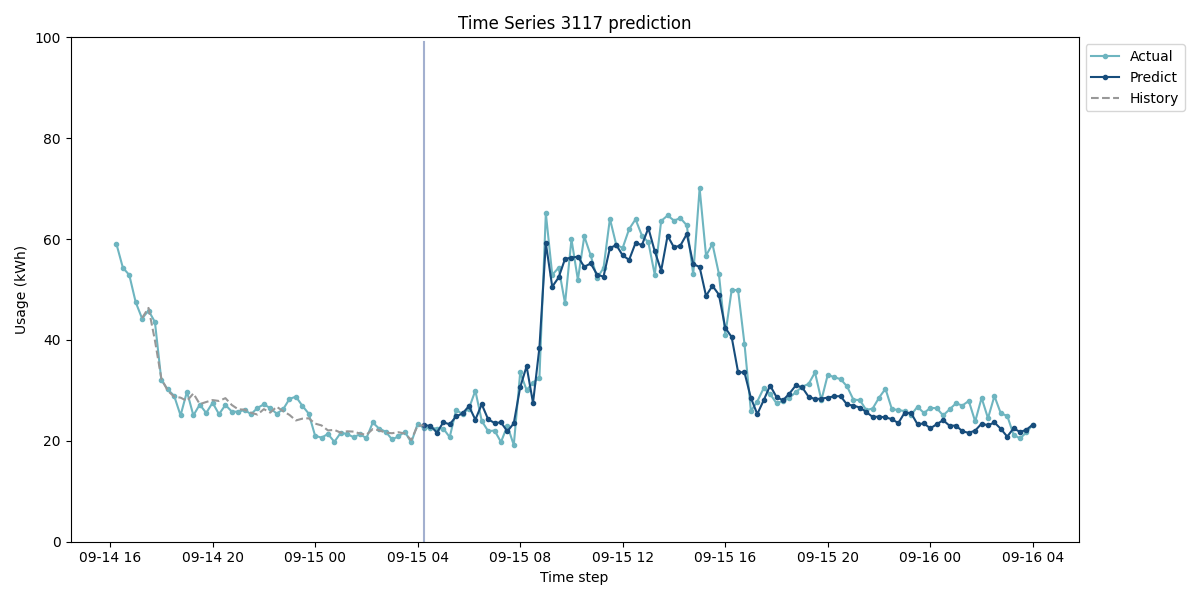 Time Series 3117 prediction
Actual
Predict
History
Usage (kWh)
100
80
60
40
20
0
09-14 16 09-14 20 09-15 00 09-15 04 09-15 08 09-15 12 09-15 16 09-15 20 09-16 00 09-16 04
Time step